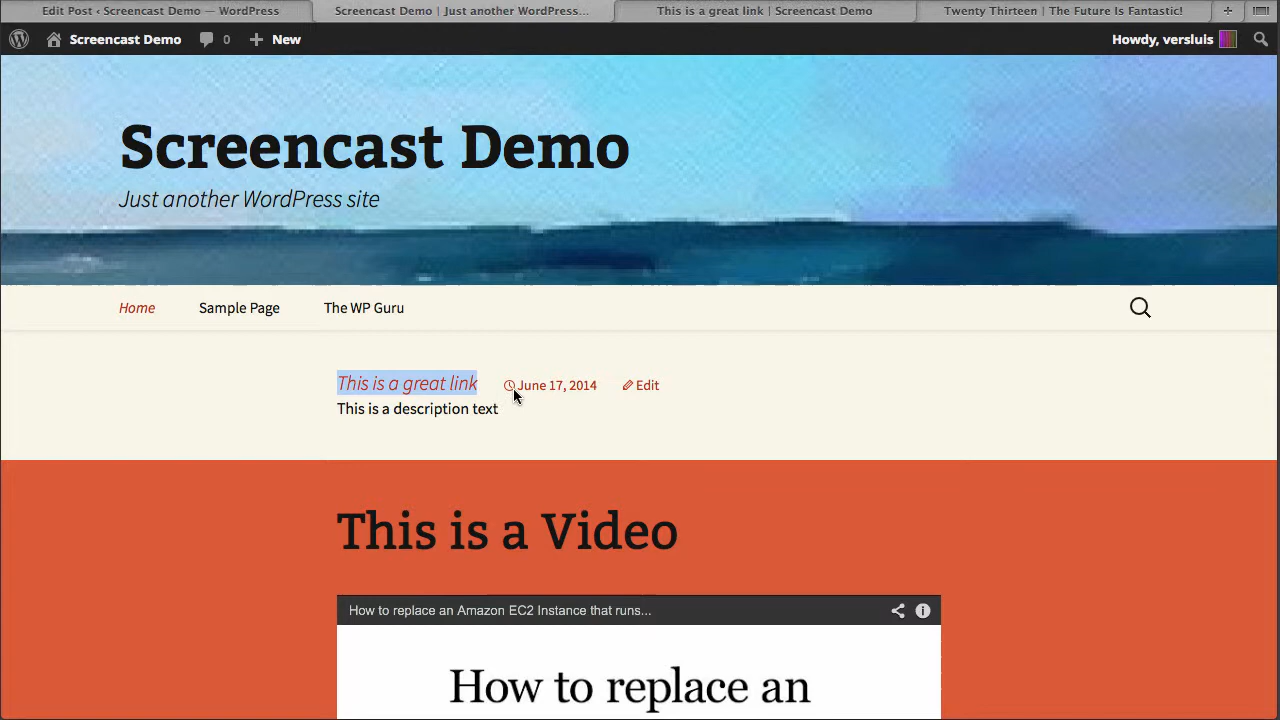 Edit Post ‹ Screencast Demo — WordPress
Screencast Demo | Just another WordPress...
This is a great link | Screencast Demo
Twenty Thirteen | The Future Is Fantastic!
Screencast Demo
0
New
Howdy, versluis
Screencast Demo
Just another WordPress site
Home
Sample Page
The WP Guru
This is a great link
June 17, 2014
Edit
This is a description text
This is a Video
How to replace an Amazon EC2 Instance that runs...
How to replace an